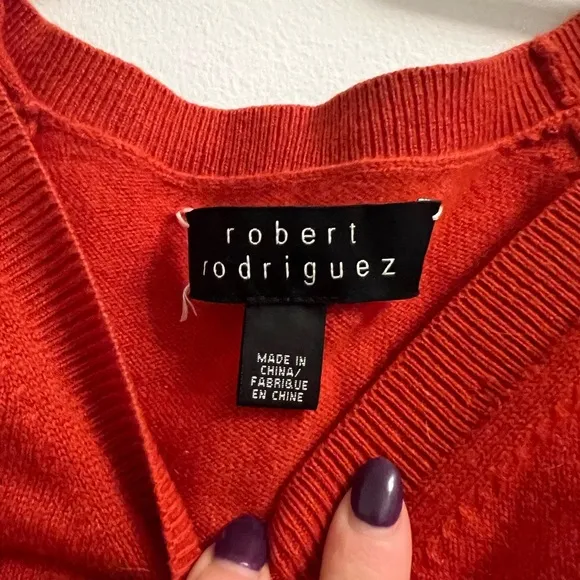 robert
rodriguez
MADE IN
CHINA/
FABRIQUE
EN CHINE